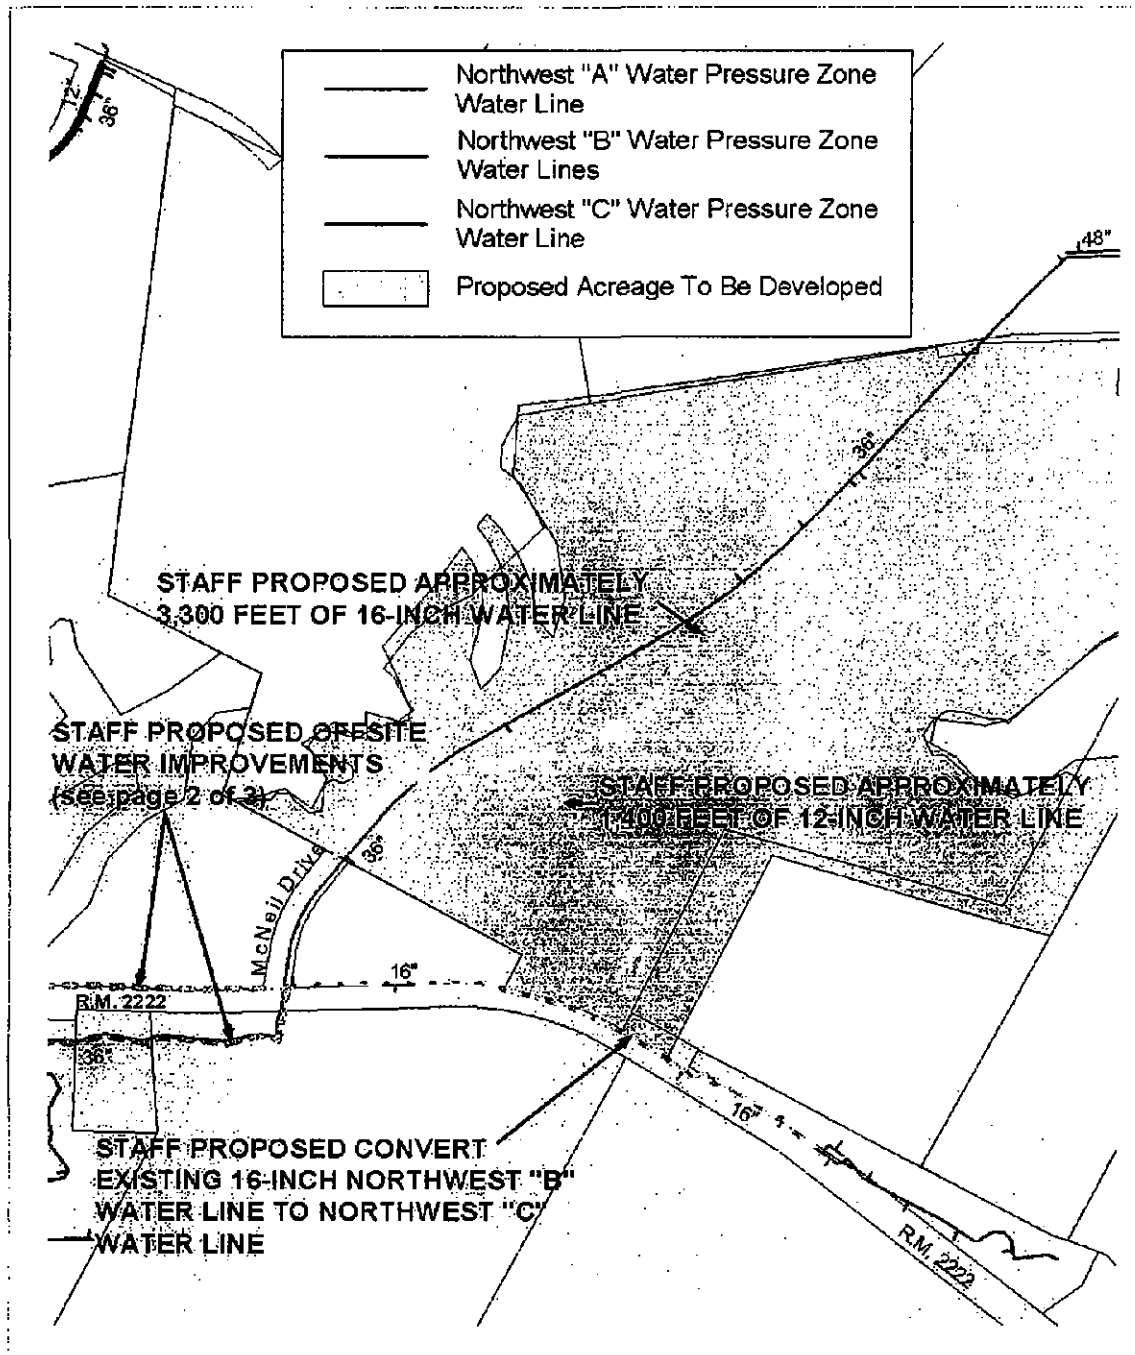 Northwest "A" Water Pressure Zone
Water Line
Northwest "B" Water Pressure Zone
Water Lines
Northwest "C" Water Pressure Zone
Water Line
Proposed Acreage To Be Developed
12"
36"
48"
36"
STAFF PROPOSED APPROXIMATELY
3,300 FEET OF 16-INCH WATER LINE
STAFF PROPOSED OFFSITE
WATER IMPROVEMENTS
(see page 2 of 3)
STAFF PROPOSED APPROXIMATELY
1,400 FEET OF 12-INCH WATER LINE
36"
McNeil Drive
16"
R.M. 2222
36"
16"
STAFF PROPOSED CONVERT
EXISTING 16-INCH NORTHWEST "B"
WATER LINE TO NORTHWEST "C"
WATER LINE
R.M. 2222